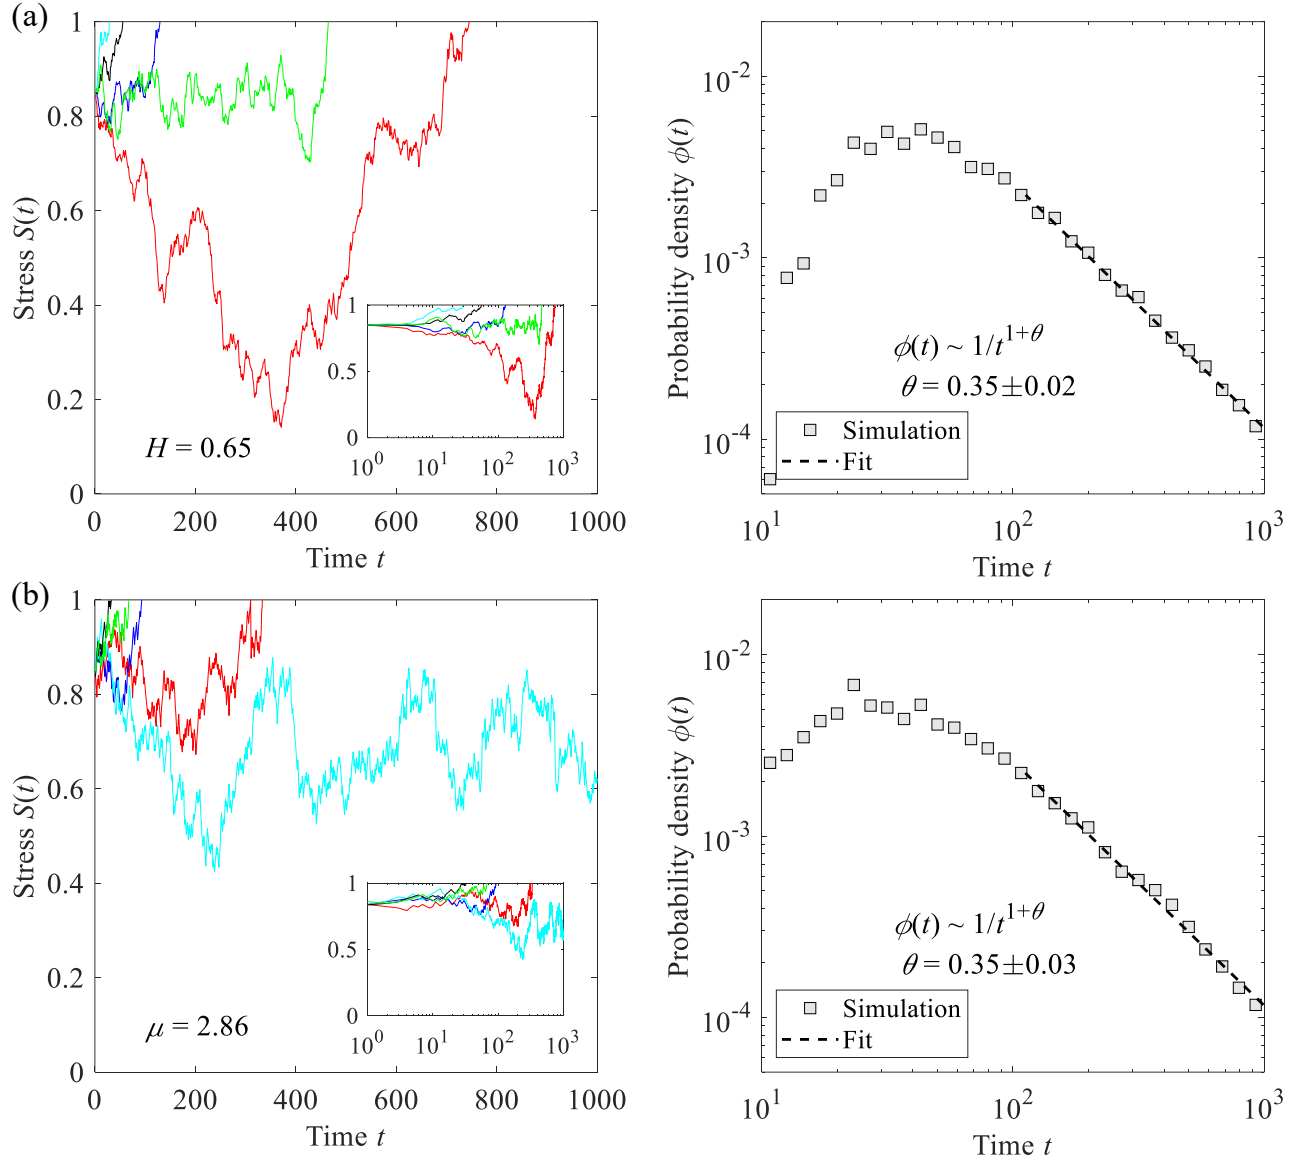 (a)
1
0.8
0.6
0.4
0.2
0
Stress S(t)
H = 0.65
1
0.5
0
10^0 10^1 10^2 10^3
0 200 400 600 800 1000
Time t
10^-2
10^-3
10^-4
Probability density ϕ(t)
ϕ(t) ~ 1/t^{1+θ}
θ = 0.35±0.02
Simulation
Fit
10^1 10^2 10^3
Time t
(b)
1
0.8
0.6
0.4
0.2
0
Stress S(t)
μ = 2.86
1
0.5
0
10^0 10^1 10^2 10^3
0 200 400 600 800 1000
Time t
10^-2
10^-3
10^-4
Probability density ϕ(t)
ϕ(t) ~ 1/t^{1+θ}
θ = 0.35±0.03
Simulation
Fit
10^1 10^2 10^3
Time t